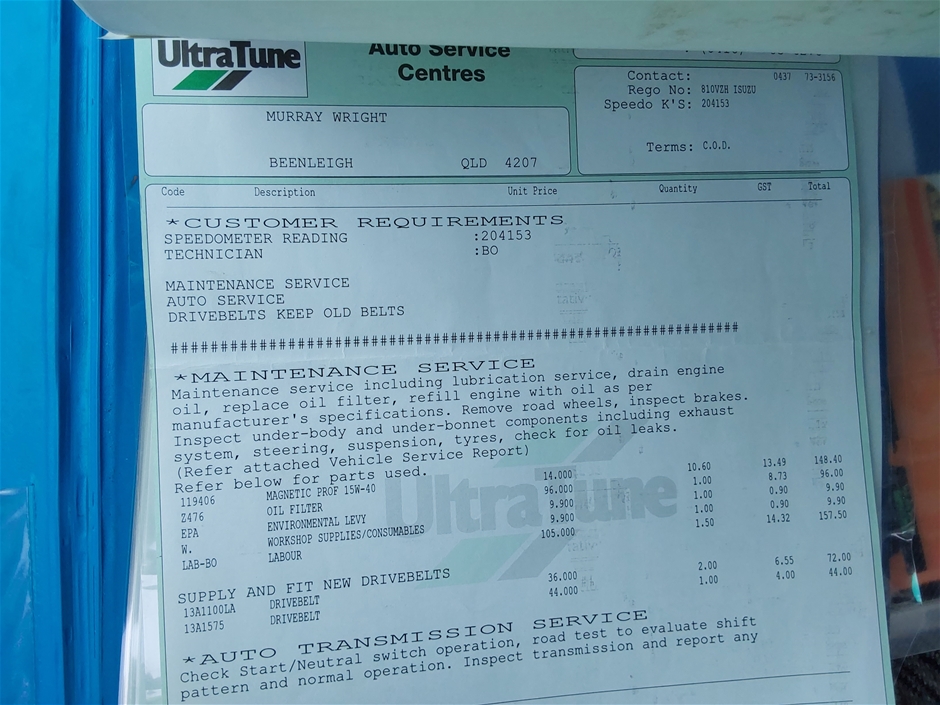 UltraTune
Auto Service
Centres
Contact: 0437 73-3156
Rego No: 810VZH ISUZU
Speedo K'S: 204153
Terms: C.O.D.
MURRAY WRIGHT
BEENLEIGH QLD 4207
Code Description Unit Price Quantity GST Total
*CUSTOMER REQUIREMENTS
SPEEDOMETER READING :204153
TECHNICIAN :BO
MAINTENANCE SERVICE
AUTO SERVICE
DRIVEBELTS KEEP OLD BELTS
*MAINTENANCE SERVICE
Maintenance service including lubrication service, drain engine
oil, replace oil filter, refill engine with oil as per
manufacturer's specifications. Remove road wheels, inspect brakes.
Inspect under-body and under-bonnet components including exhaust
system, steering, suspension, tyres, check for oil leaks.
(Refer attached Vehicle Service Report)
Refer below for parts used.
119406 MAGNETIC PROF 15W-40 14.000 10.60 13.49 148.40
Z476 OIL FILTER 96.000 1.00 8.73 96.00
EPA ENVIRONMENTAL LEVY 9.900 1.00 0.90 9.90
W. WORKSHOP SUPPLIES/CONSUMABLES 9.900 1.00 0.90 9.90
LAB-BO LABOUR 105.000 1.50 14.32 157.50
SUPPLY AND FIT NEW DRIVEBELTS
13A1100LA DRIVEBELT 36.000 2.00 6.55 72.00
13A1575 DRIVEBELT 44.000 1.00 4.00 44.00
*AUTO TRANSMISSION SERVICE
Check Start/Neutral switch operation, road test to evaluate shift
pattern and normal operation. Inspect transmission and report any
UltraTune